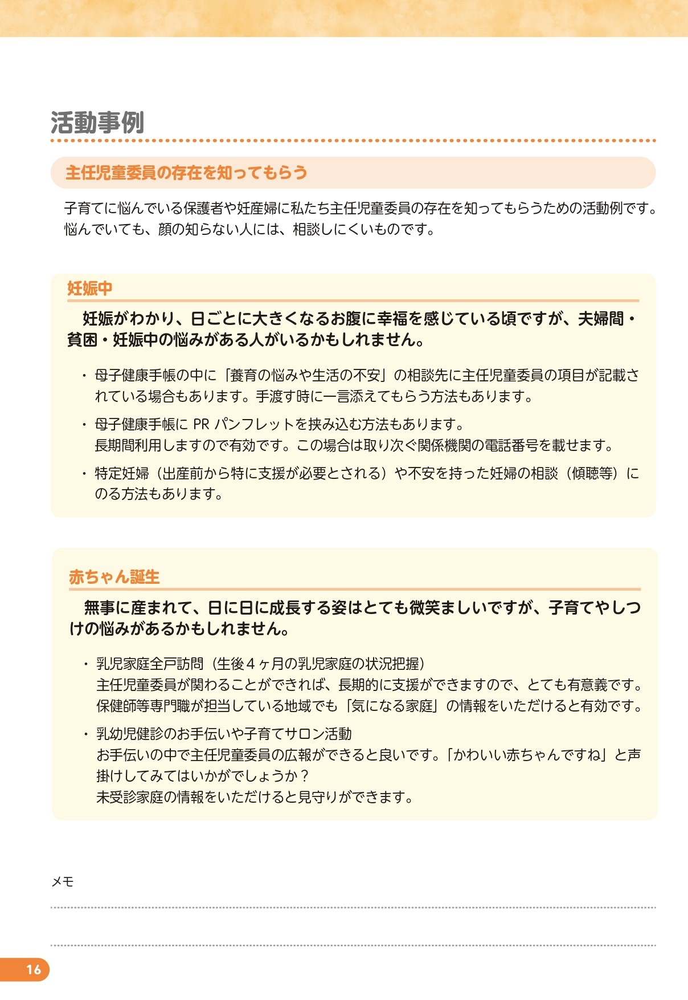 活動事例
主任児童委員の存在を知ってもらう
子育てに悩んでいる保護者や妊産婦に私たち主任児童委員の存在を知ってもらうための活動例です。
悩んでいても、顔の知らない人には、相談しにくいものです。
妊娠中
妊娠がわかり、日ごとに大きくなるお腹に幸福を感じている頃ですが、夫婦間・
貧困・妊娠中の悩みがある人がいるかもしれません。
・ 母子健康手帳の中に「養育の悩みや生活の不安」の相談先に主任児童委員の項目が記載さ
れている場合もあります。手渡す時に一言添えてもらう方法もあります。
・ 母子健康手帳に PR パンフレットを挟み込む方法もあります。
長期間利用しますので有効です。この場合は取り次ぐ関係機関の電話番号を載せます。
・ 特定妊婦（出産前から特に支援が必要とされる）や不安を持った妊婦の相談（傾聴等）に
のる方法もあります。
赤ちゃん誕生
無事に産まれて、日に日に成長する姿はとても微笑ましいですが、子育てやしつ
けの悩みがあるかもしれません。
・ 乳児家庭全戸訪問（生後４ヶ月の乳児家庭の状況把握）
主任児童委員が関わることができれば、長期的に支援ができますので、とても有意義です。
保健師等専門職が担当している地域でも「気になる家庭」の情報をいただけると有効です。
・ 乳幼児健診のお手伝いや子育てサロン活動
お手伝いの中で主任児童委員の広報ができると良いです。「かわいい赤ちゃんですね」と声
掛けしてみてはいかがでしょうか？
未受診家庭の情報をいただけると見守りができます。
メモ
16